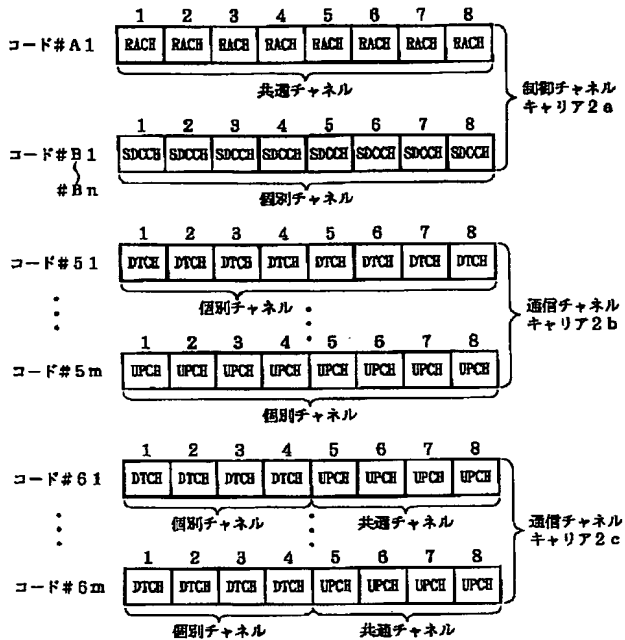 1 2 3 4 5 6 7 8
コード#A1 RACH RACH RACH RACH RACH RACH RACH RACH
共通チャネル
制御チャネル
キャリア2a
1 2 3 4 5 6 7 8
コード#B1 SDCCH SDCCH SDCCH SDCCH SDCCH SDCCH SDCCH SDCCH
#Bn
個別チャネル
1 2 3 4 5 6 7 8
コード#51 DTCH DTCH DTCH DTCH DTCH DTCH DTCH DTCH
個別チャネル
通信チャネル
キャリア2b
1 2 3 4 5 6 7 8
コード#5m UPCH UPCH UPCH UPCH UPCH UPCH UPCH UPCH
個別チャネル
1 2 3 4 5 6 7 8
コード#61 DTCH DTCH DTCH DTCH UPCH UPCH UPCH UPCH
個別チャネル 共通チャネル
通信チャネル
キャリア2c
1 2 3 4 5 6 7 8
コード#6m DTCH DTCH DTCH DTCH UPCH UPCH UPCH UPCH
個別チャネル 共通チャネル